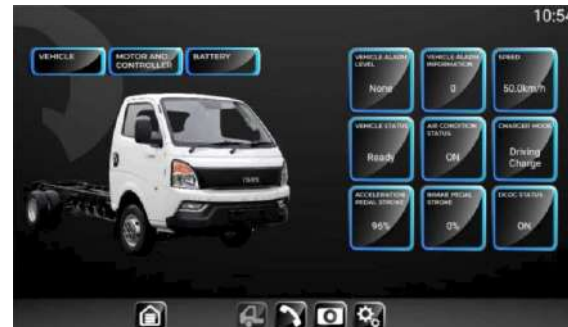 10:54
VEHICLE
MOTOR AND
CONTROLLER
BATTERY
VEHICLE ALARM
LEVEL
None
VEHICLE ALARM
INFORMATION
0
SPEED
50.0km/h
VEHICLE STATUS
Ready
AIR CONDITION
STATUS
ON
CHARGER MODE
Driving
Charge
ACCELERATION
PEDAL STROKE
96%
BRAKE PEDAL
STROKE
0%
DCDC STATUS
ON